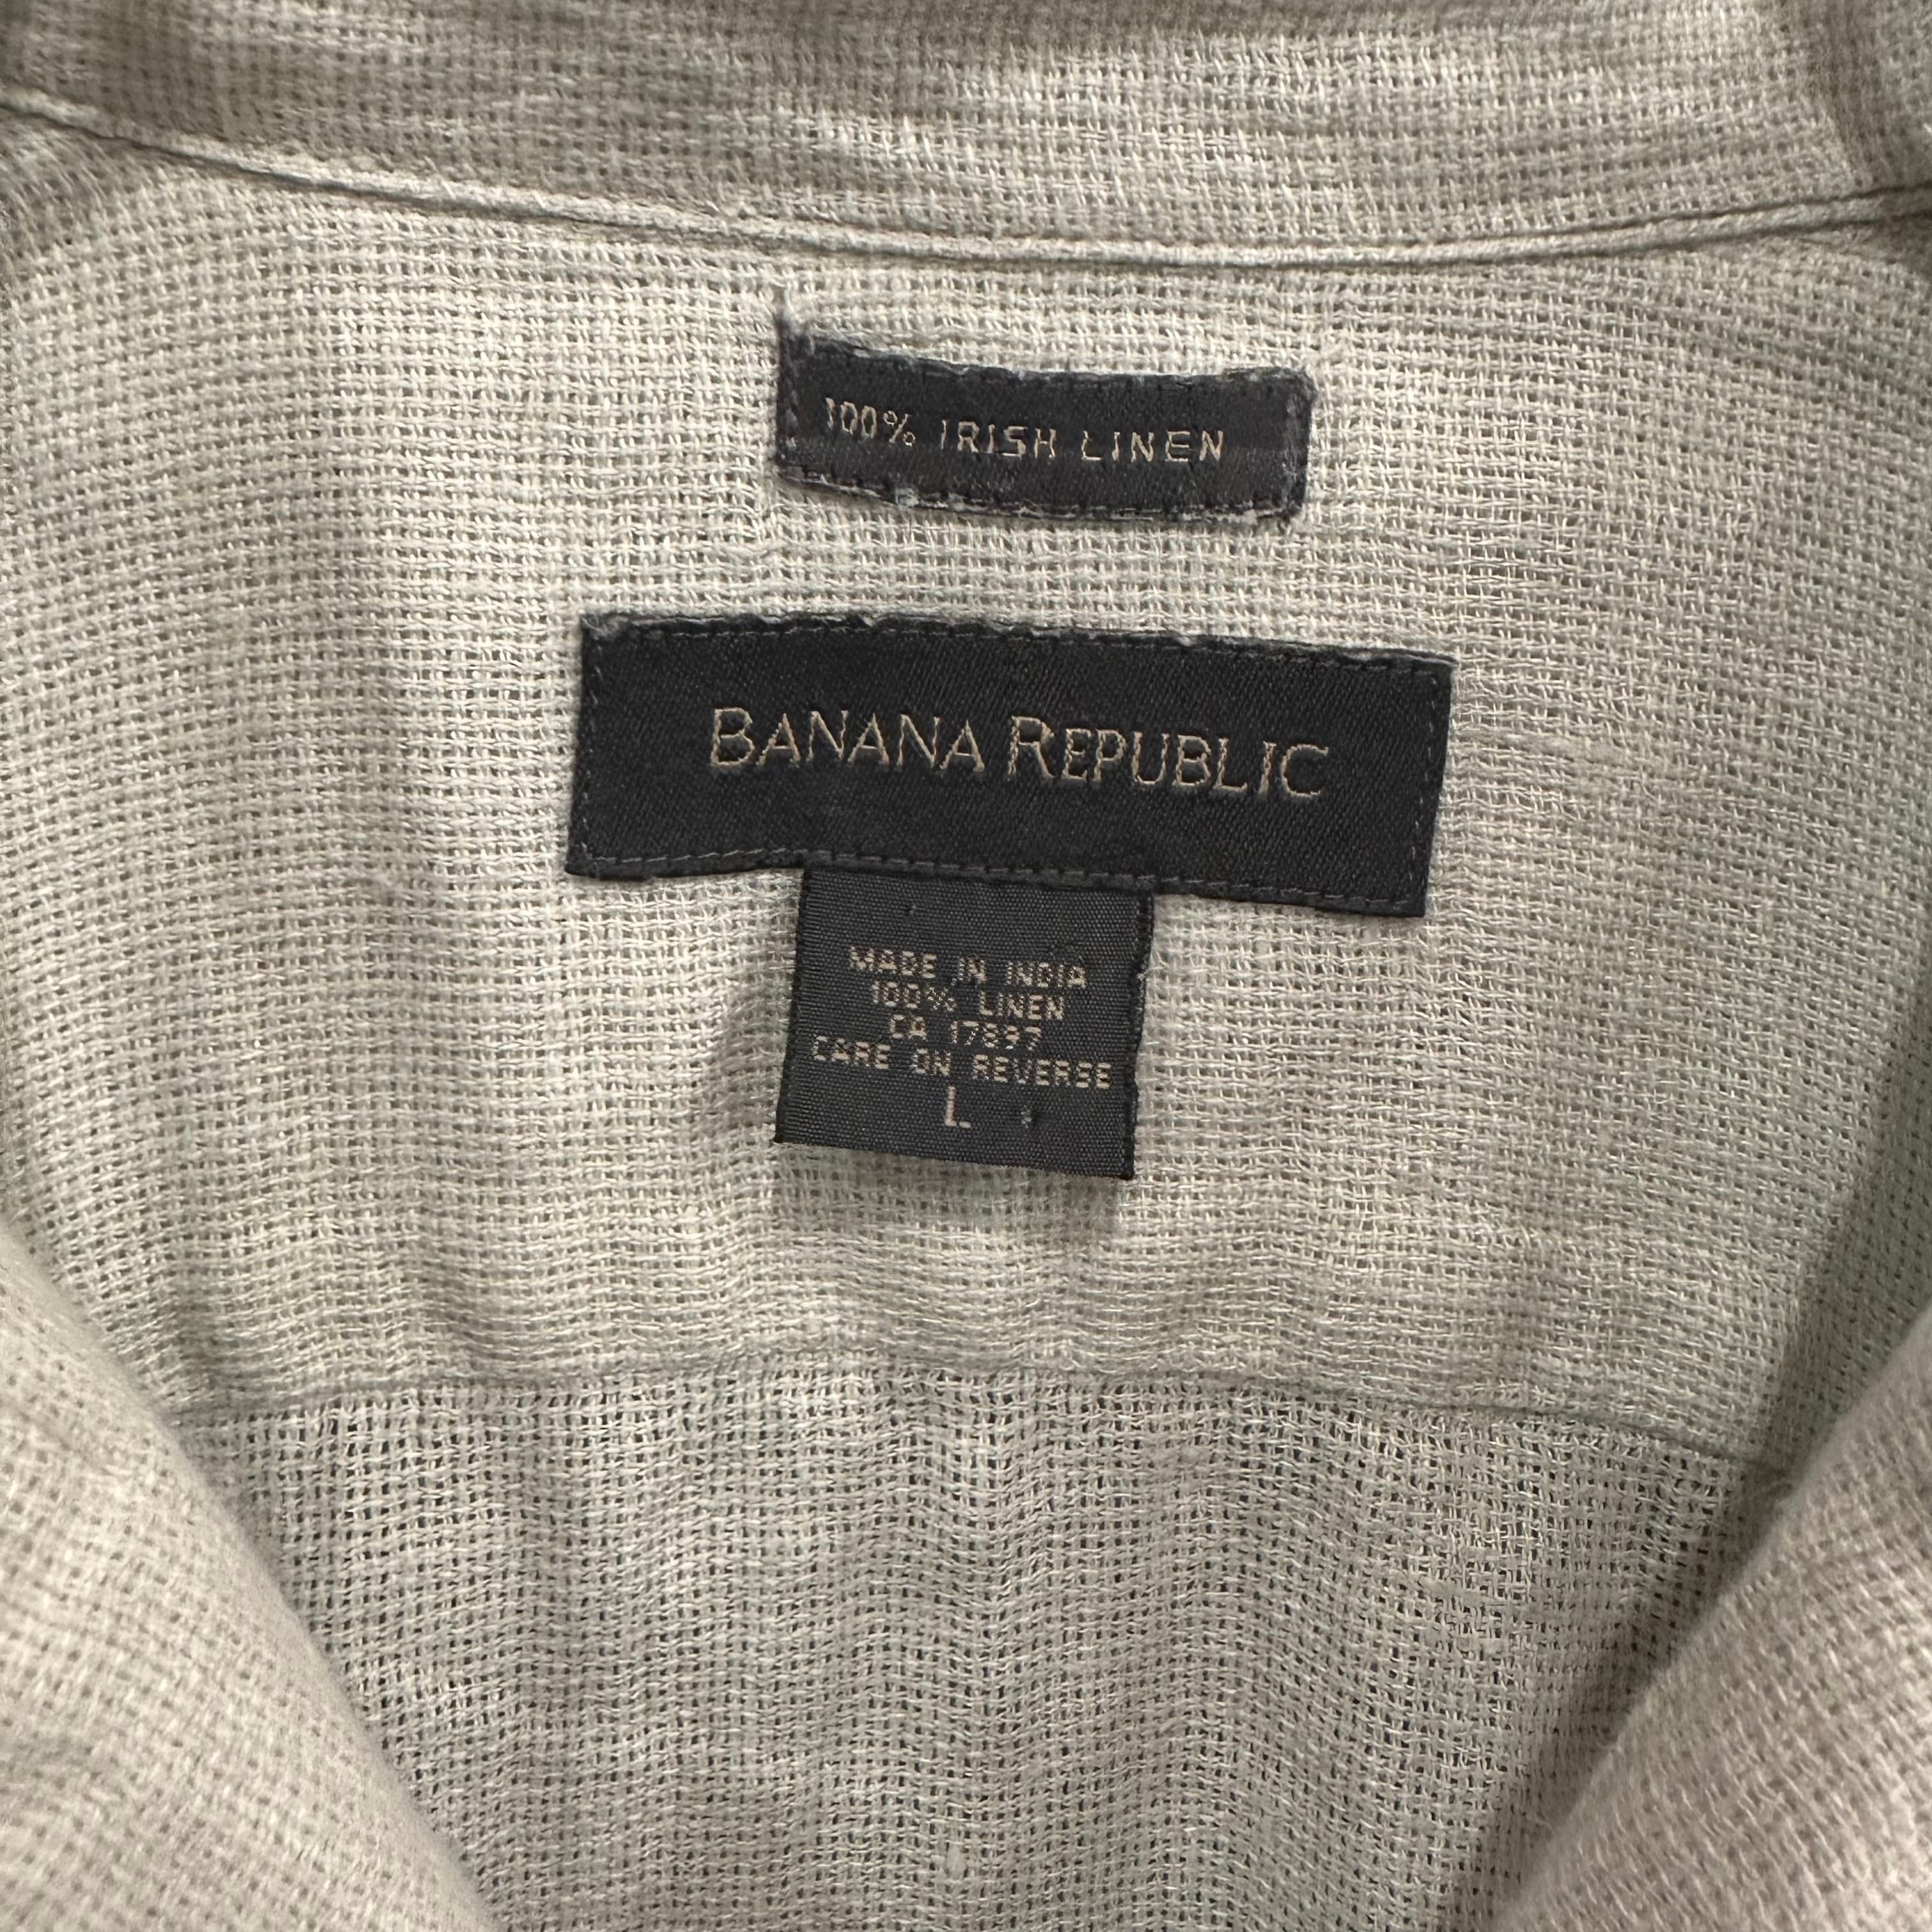 100% IRISH LINEN
BANANA REPUBLIC
MADE IN INDIA
100% LINEN
CA 17897
CARE ON REVERSE
L